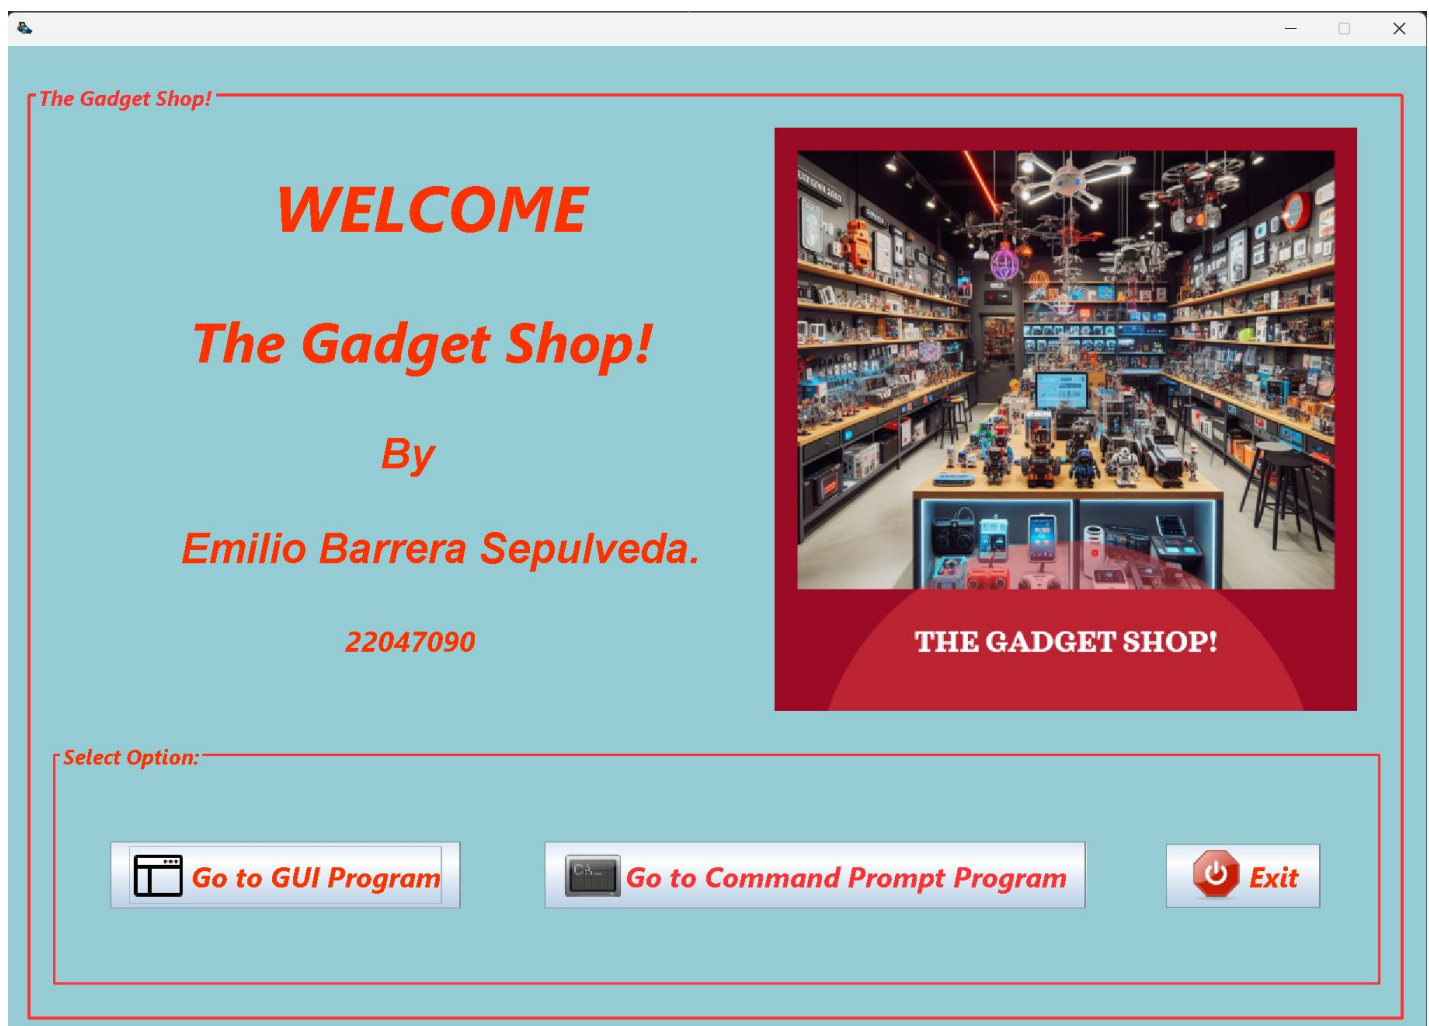 The Gadget Shop!
WELCOME
The Gadget Shop!
By
Emilio Barrera Sepulveda.
22047090
THE GADGET SHOP!
Select Option:
Go to GUI Program
C:\_
Go to Command Prompt Program
Exit